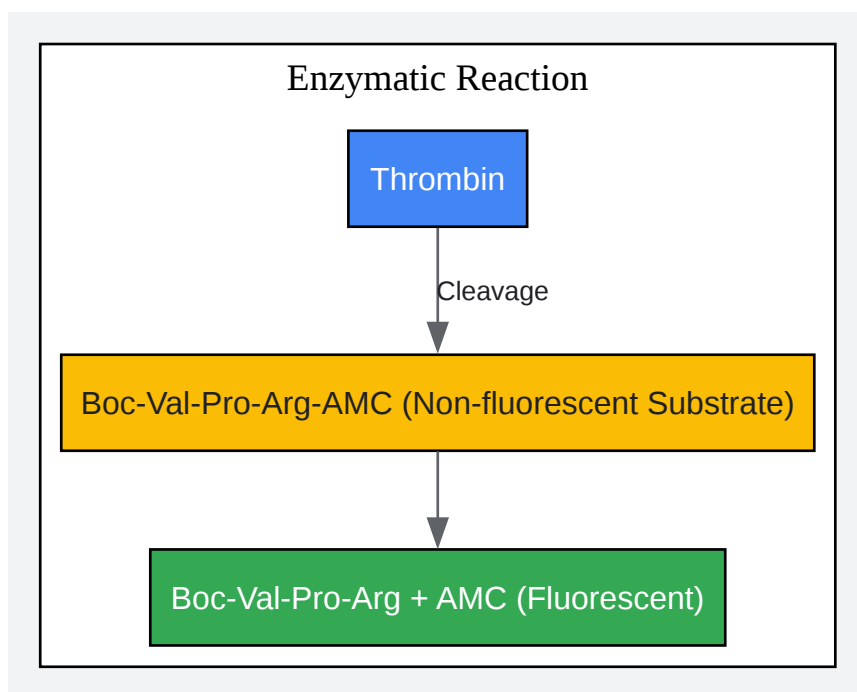 Enzymatic Reaction
Thrombin
Cleavage
Boc-Val-Pro-Arg-AMC (Non-fluorescent Substrate)
Boc-Val-Pro-Arg + AMC (Fluorescent)